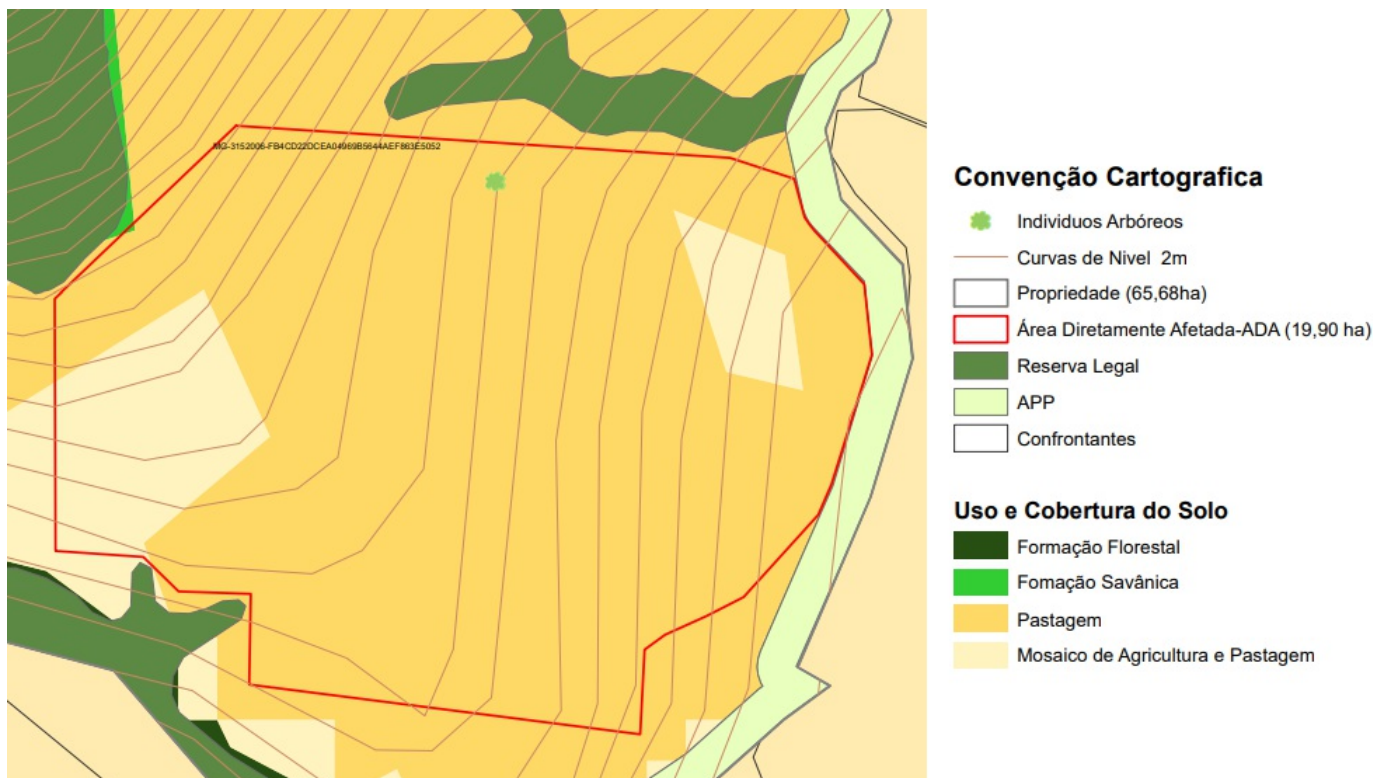 MG-3152006-FB4CD22DCEA04969B5644AEF863E5052
Convenção Cartografica
Individuos Arbóreos
Curvas de Nivel 2m
Propriedade (65,68ha)
Área Diretamente Afetada-ADA (19,90 ha)
Reserva Legal
APP
Confrontantes
Uso e Cobertura do Solo
Formação Florestal
Fomação Savânica
Pastagem
Mosaico de Agricultura e Pastagem